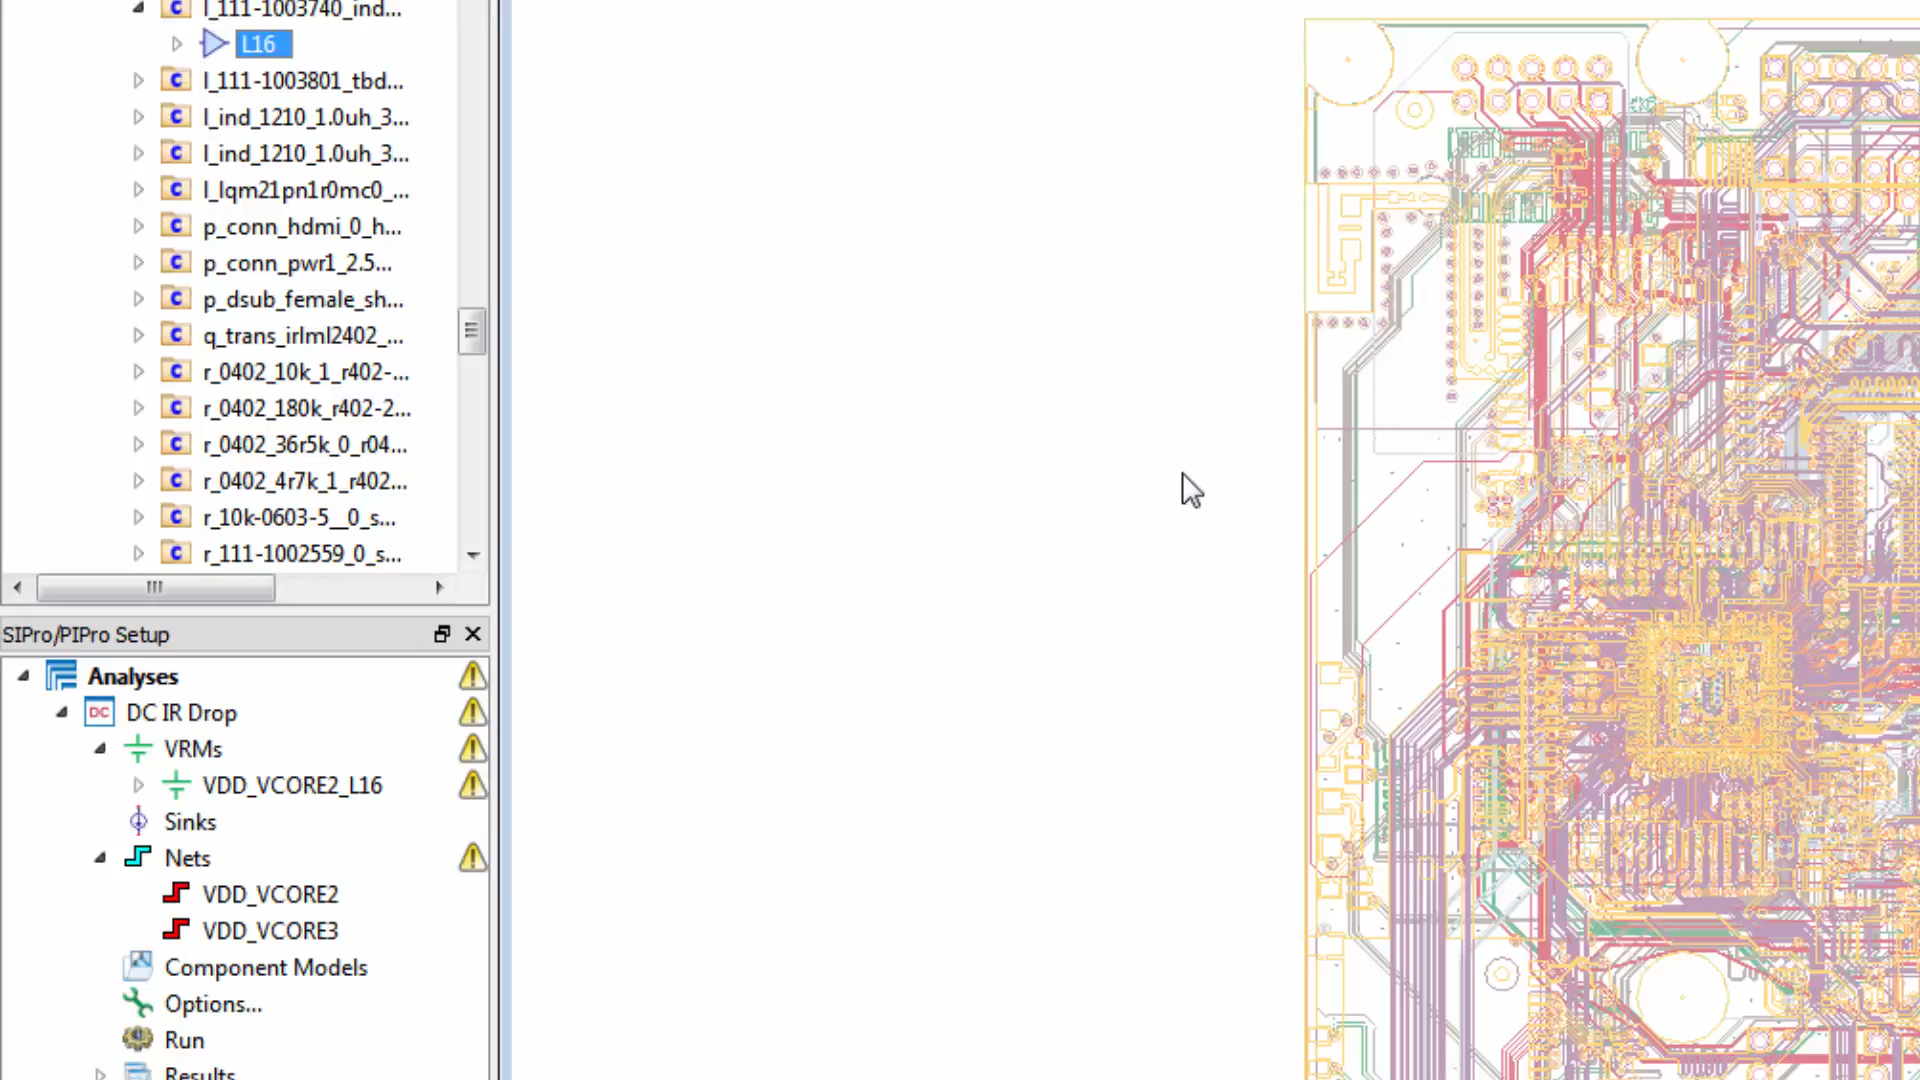 l_111-1003740_ind...
L16
l_111-1003801_tbd...
l_ind_1210_1.0uh_3...
l_ind_1210_1.0uh_3...
l_lqm21pn1r0mc0_...
p_conn_hdmi_0_h...
p_conn_pwr1_2.5...
p_dsub_female_sh...
q_trans_irlml2402_...
r_0402_10k_1_r402-...
r_0402_180k_r402-2...
r_0402_36r5k_0_r04...
r_0402_4r7k_1_r402...
r_10k-0603-5__0_s...
r_111-1002559_0_s...
SIPro/PIPro Setup
Analyses
DC DC IR Drop
VRMs
VDD_VCORE2_L16
Sinks
Nets
VDD_VCORE2
VDD_VCORE3
Component Models
Options...
Run
Results